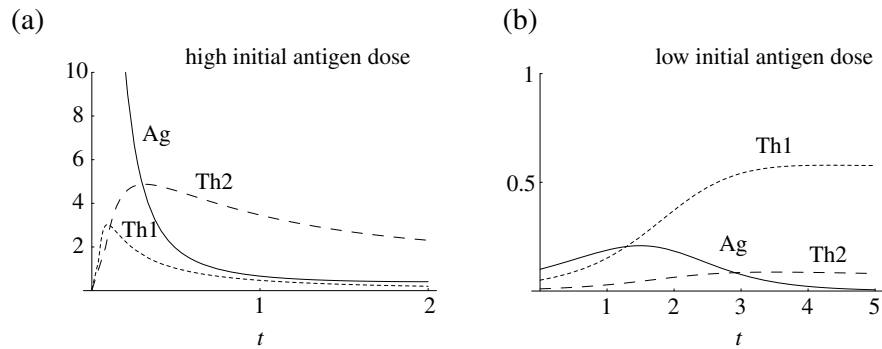 (a)
high initial antigen dose
10
8
6
4
2
Ag
Th2
Th1
1
2
t
(b)
low initial antigen dose
1
0.5
Th1
Ag
Th2
1
2
3
4
5
t